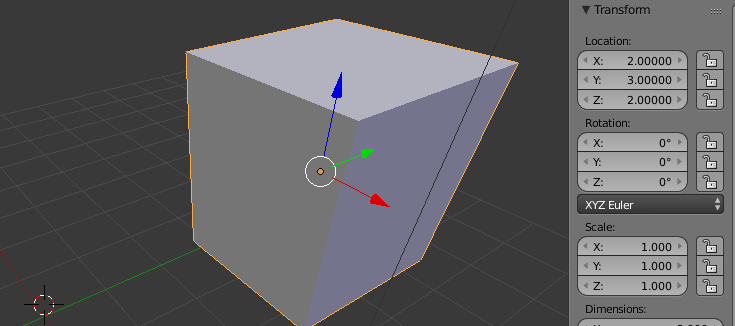 Transform
Location:
X: 2.00000
Y: 3.00000
Z: 2.00000
Rotation:
X: 0°
Y: 0°
Z: 0°
XYZ Euler
Scale:
X: 1.000
Y: 1.000
Z: 1.000
Dimensions: